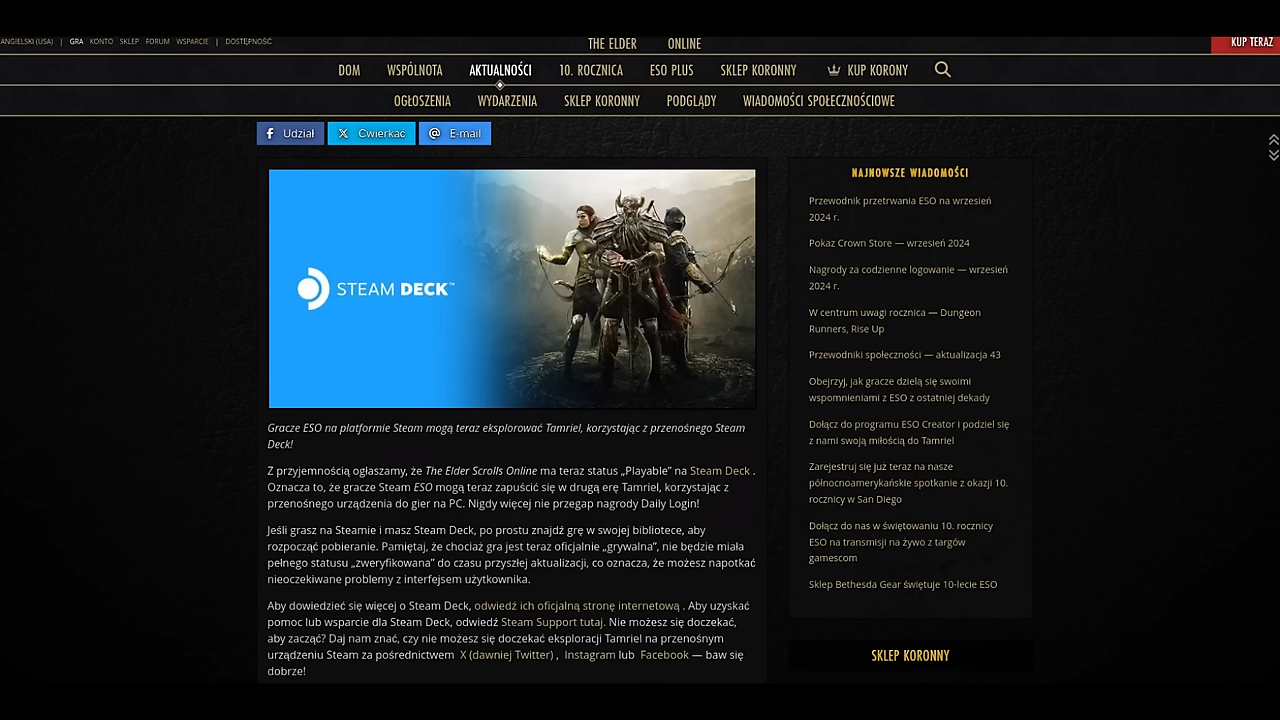 ANGIELSKI (USA) | GRA KONTO SKLEP FORUM WSPARCIE | DOSTĘPNOŚĆ
THE ELDER ONLINE
KUP TERAZ
DOM WSPÓLNOTA AKTUALNOŚCI 10. ROCZNICA ESO PLUS SKLEP KORONNY KUP KORONY
OGŁOSZENIA WYDARZENIA SKLEP KORONNY PODGLĄDY WIADOMOŚCI SPOŁECZNOŚCIOWE
Udział Ćwierkać E-mail
STEAM DECK™
Gracze ESO na platformie Steam mogą teraz eksplorować Tamriel, korzystając z przenośnego Steam
Deck!
Z przyjemnością ogłaszamy, że The Elder Scrolls Online ma teraz status „Playable” na Steam Deck .
Oznacza to, że gracze Steam ESO mogą teraz zapuścić się w drugą erę Tamriel, korzystając z
przenośnego urządzenia do gier na PC. Nigdy więcej nie przegap nagrody Daily Login!
Jeśli grasz na Steamie i masz Steam Deck, po prostu znajdź grę w swojej bibliotece, aby
rozpocząć pobieranie. Pamiętaj, że chociaż gra jest teraz oficjalnie „grywalna”, nie będzie miała
pełnego statusu „zweryfikowana” do czasu przyszłej aktualizacji, co oznacza, że możesz napotkać
nieoczekiwane problemy z interfejsem użytkownika.
Aby dowiedzieć się więcej o Steam Deck, odwiedź ich oficjalną stronę internetową . Aby uzyskać
pomoc lub wsparcie dla Steam Deck, odwiedź Steam Support tutaj. Nie możesz się doczekać,
aby zacząć? Daj nam znać, czy nie możesz się doczekać eksploracji Tamriel na przenośnym
urządzeniu Steam za pośrednictwem X (dawniej Twitter) , Instagram lub Facebook — baw się
dobrze!
NAJNOWSZE WIADOMOŚCI
Przewodnik przetrwania ESO na wrzesień
2024 r.
Pokaz Crown Store — wrzesień 2024
Nagrody za codzienne logowanie — wrzesień
2024 r.
W centrum uwagi rocznica — Dungeon
Runners, Rise Up
Przewodniki społeczności — aktualizacja 43
Obejrzyj, jak gracze dzielą się swoimi
wspomnieniami z ESO z ostatniej dekady
Dołącz do programu ESO Creator i podziel się
z nami swoją miłością do Tamriel
Zarejestruj się już teraz na nasze
północnoamerykańskie spotkanie z okazji 10.
rocznicy w San Diego
Dołącz do nas w świętowaniu 10. rocznicy
ESO na transmisji na żywo z targów
gamescom
Sklep Bethesda Gear świętuje 10-lecie ESO
SKLEP KORONNY